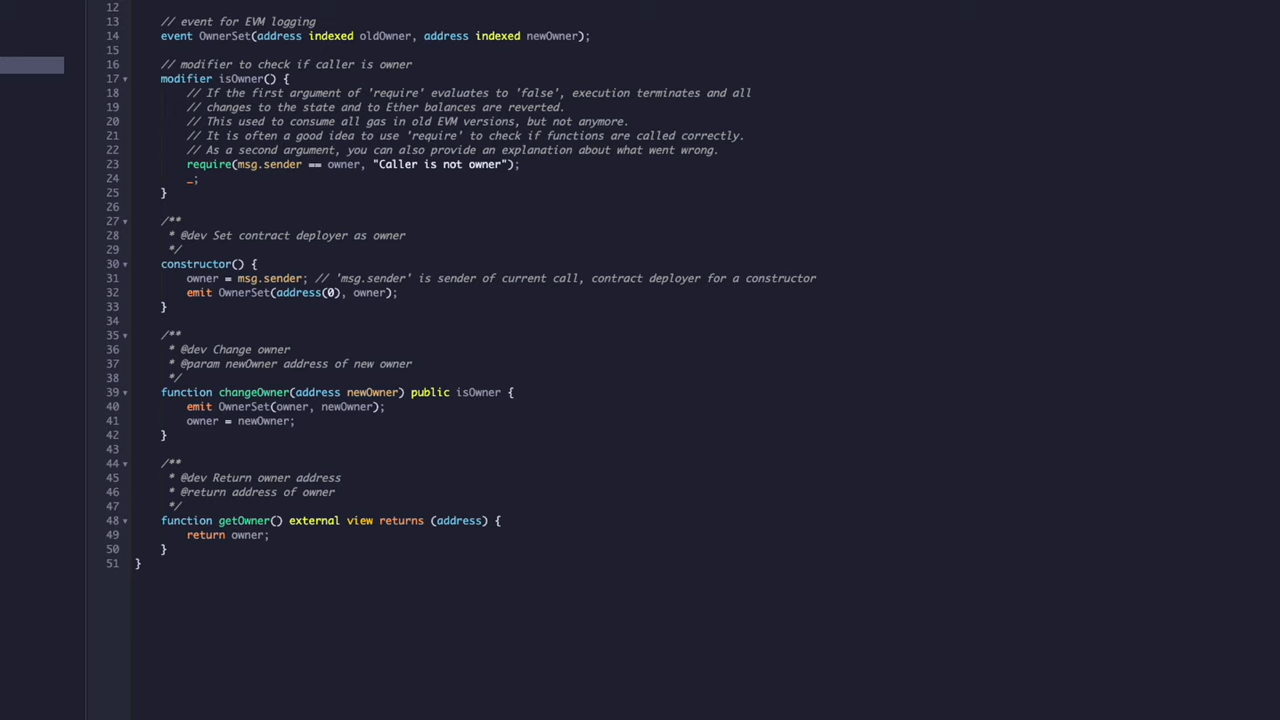 12
13 // event for EVM logging
14 event OwnerSet(address indexed oldOwner, address indexed newOwner);
15
16 // modifier to check if caller is owner
17 modifier isOwner() {
18 // If the first argument of 'require' evaluates to 'false', execution terminates and all
19 // changes to the state and to Ether balances are reverted.
20 // This used to consume all gas in old EVM versions, but not anymore.
21 // It is often a good idea to use 'require' to check if functions are called correctly.
22 // As a second argument, you can also provide an explanation about what went wrong.
23 require(msg.sender == owner, "Caller is not owner");
24 _;
25 }
26
27 /**
28 * @dev Set contract deployer as owner
29 */
30 constructor() {
31 owner = msg.sender; // 'msg.sender' is sender of current call, contract deployer for a constructor
32 emit OwnerSet(address(0), owner);
33 }
34
35 /**
36 * @dev Change owner
37 * @param newOwner address of new owner
38 */
39 function changeOwner(address newOwner) public isOwner {
40 emit OwnerSet(owner, newOwner);
41 owner = newOwner;
42 }
43
44 /**
45 * @dev Return owner address
46 * @return address of owner
47 */
48 function getOwner() external view returns (address) {
49 return owner;
50 }
51 }